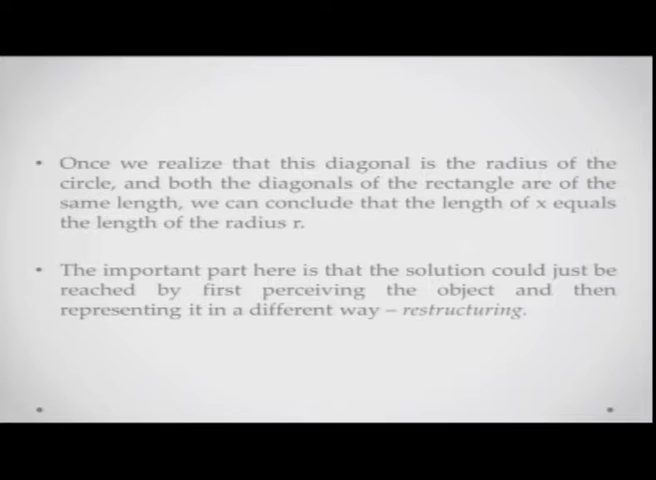 • Once we realize that this diagonal is the radius of the
circle, and both the diagonals of the rectangle are of the
same length, we can conclude that the length of x equals
the length of the radius r.
• The important part here is that the solution could just be
reached by first perceiving the object and then
representing it in a different way – restructuring.